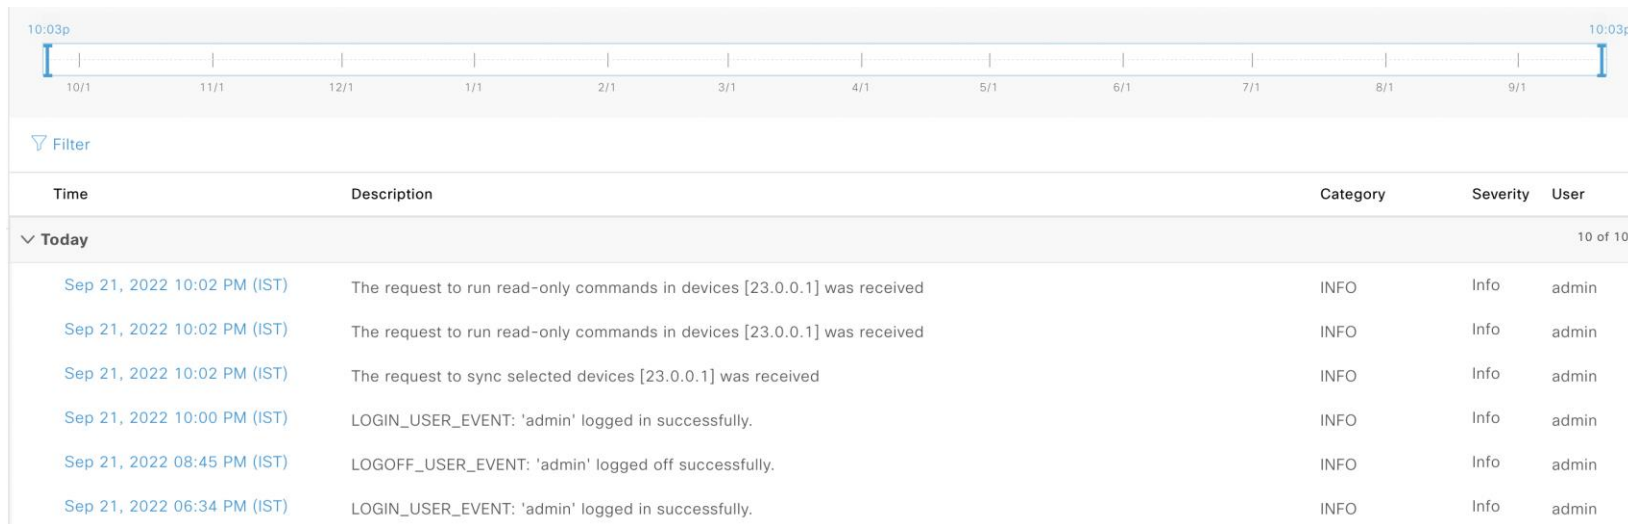 10:03p 10:03p
10/1 11/1 12/1 1/1 2/1 3/1 4/1 5/1 6/1 7/1 8/1 9/1
Filter
Time Description Category Severity User
Today 10 of 10
Sep 21, 2022 10:02 PM (IST) The request to run read-only commands in devices [23.0.0.1] was received INFO Info admin
Sep 21, 2022 10:02 PM (IST) The request to run read-only commands in devices [23.0.0.1] was received INFO Info admin
Sep 21, 2022 10:02 PM (IST) The request to sync selected devices [23.0.0.1] was received INFO Info admin
Sep 21, 2022 10:00 PM (IST) LOGIN_USER_EVENT: 'admin' logged in successfully. INFO Info admin
Sep 21, 2022 08:45 PM (IST) LOGOFF_USER_EVENT: 'admin' logged off successfully. INFO Info admin
Sep 21, 2022 06:34 PM (IST) LOGIN_USER_EVENT: 'admin' logged in successfully. INFO Info admin